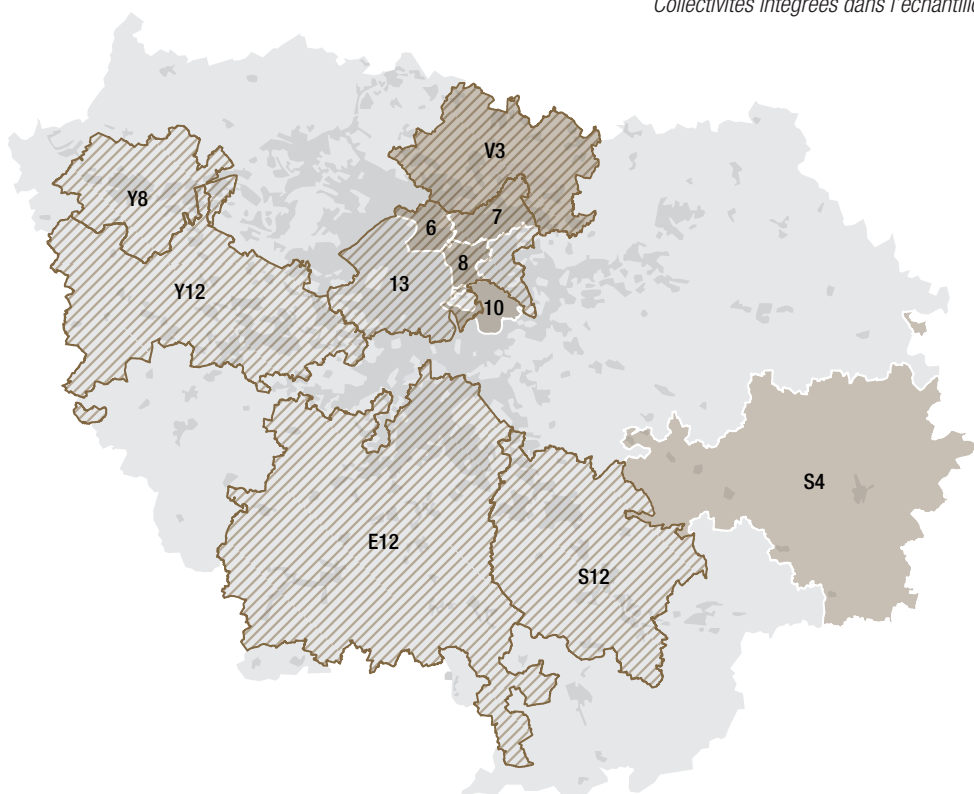 Collectivités intégrées dans l'échantill
V3
Y8
7
6
8
13
Y12
10
S4
E12
S12